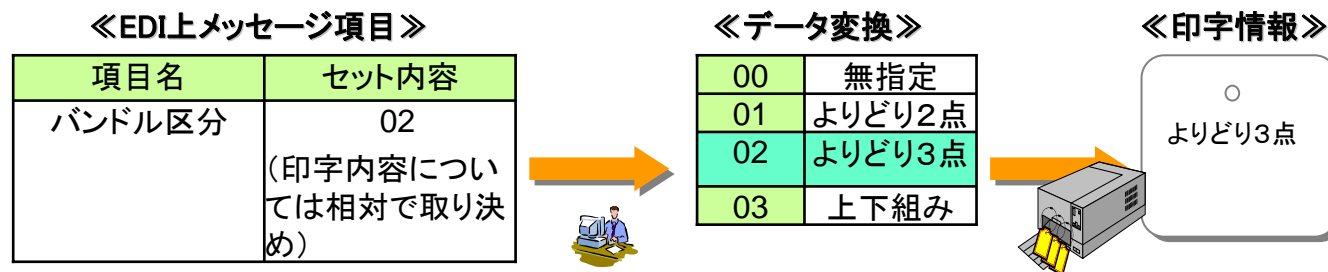 ≪EDI上メッセージ項目≫
≪データ変換≫
≪印字情報≫
項目名 セット内容
バンドル区分 02
(印字内容につい
ては相対で取り決
め)
00 無指定
01 よりどり2点
02 よりどり3点
03 上下組み
よりどり3点